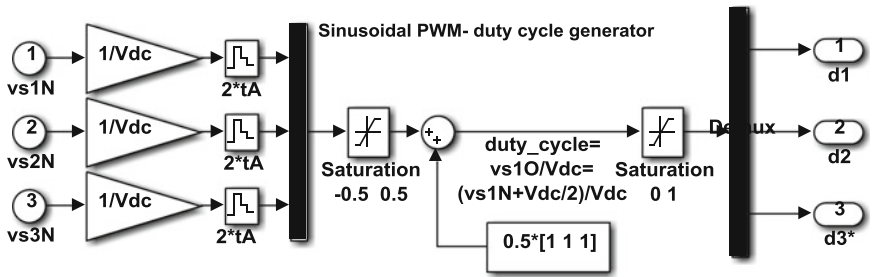 Sinusoidal PWM- duty cycle generator
1
vs1N
1/Vdc
2*tA
2
vs2N
1/Vdc
2*tA
3
vs3N
1/Vdc
2*tA
Saturation
-0.5 0.5
++
duty_cycle=
vs1O/Vdc=
(vs1N+Vdc/2)/Vdc
0.5*[1 1 1]
Saturation
0 1
Demux
1
d1
2
d2
3
d3*